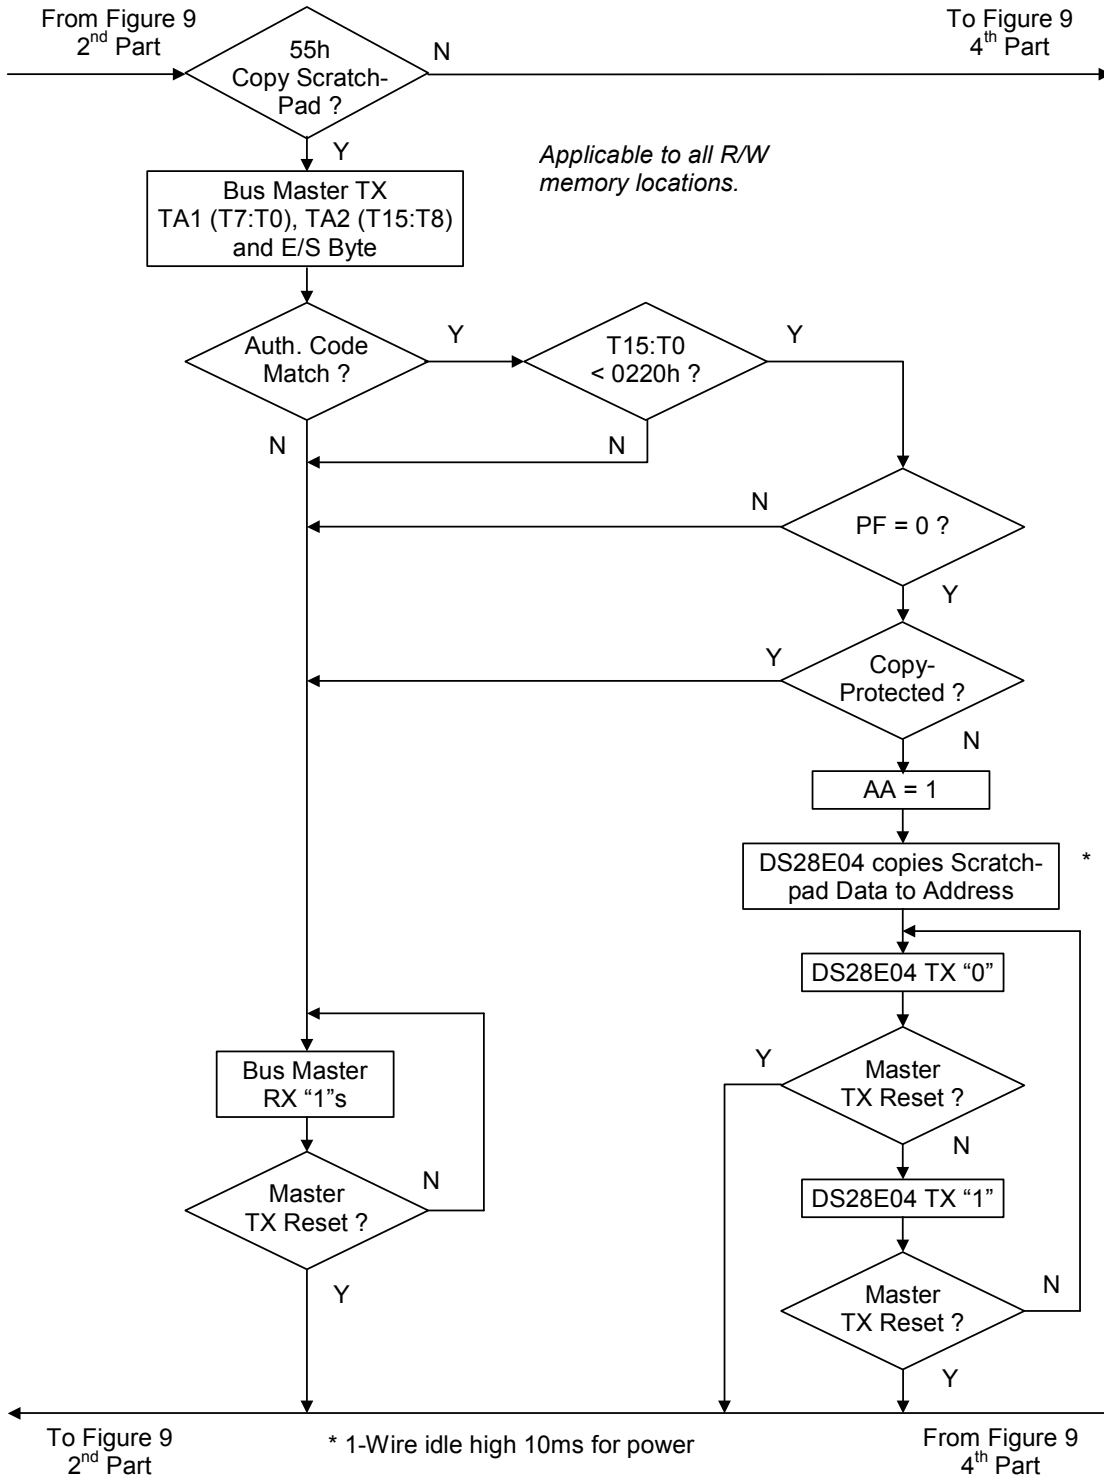 From Figure 9
2nd Part
To Figure 9
4th Part
55h
Copy Scratch-
Pad ?
N
Y
Applicable to all R/W
memory locations.
Bus Master TX
TA1 (T7:T0), TA2 (T15:T8)
and E/S Byte
Auth. Code
Match ?
Y
T15:T0
< 0220h ?
Y
N
N
N
PF = 0 ?
Y
Y
Copy-
Protected ?
N
AA = 1
DS28E04 copies Scratch-
pad Data to Address
*
DS28E04 TX “0”
Y
Master
TX Reset ?
N
DS28E04 TX “1”
Master
TX Reset ?
N
Y
Bus Master
RX “1”s
Master
TX Reset ?
N
Y
To Figure 9
2nd Part
* 1-Wire idle high 10ms for power
From Figure 9
4th Part